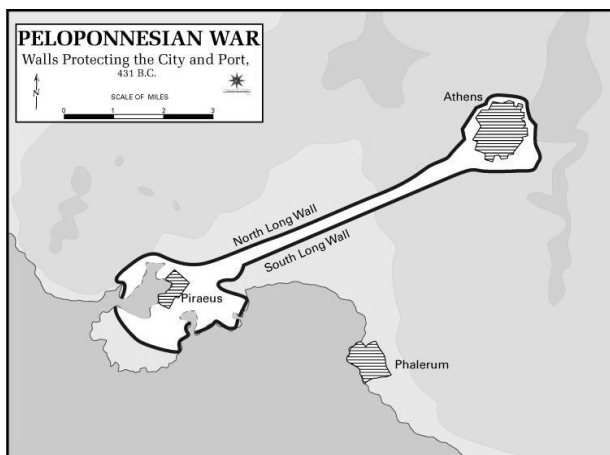 PELOPONNESIAN WAR
Walls Protecting the City and Port,
431 B.C.
N
SCALE OF MILES
0 1 2 3
Athens
North Long Wall
South Long Wall
Piraeus
Phalerum